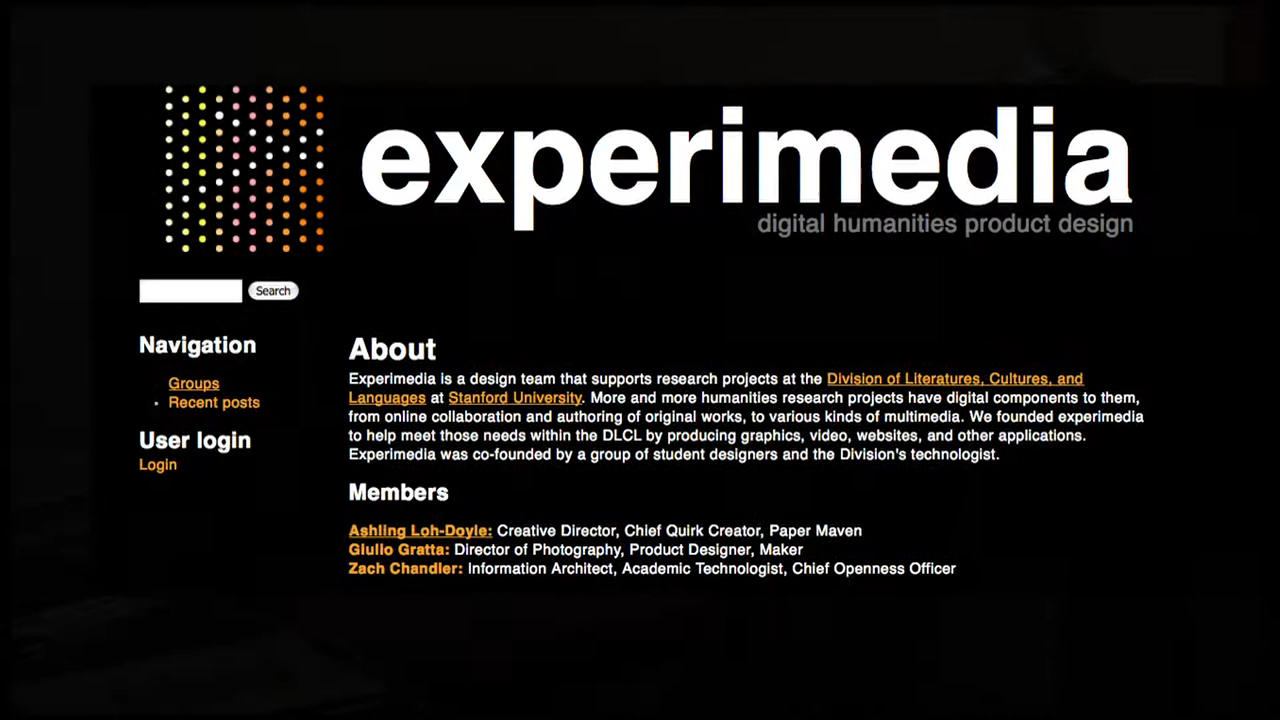 experimedia
digital humanities product design
Search
Navigation
Groups
Recent posts
User login
Login
About
Experimedia is a design team that supports research projects at the Division of Literatures, Cultures, and
Languages at Stanford University. More and more humanities research projects have digital components to them,
from online collaboration and authoring of original works, to various kinds of multimedia. We founded experimedia
to help meet those needs within the DLCL by producing graphics, video, websites, and other applications.
Experimedia was co-founded by a group of student designers and the Division's technologist.
Members
Ashling Loh-Doyle: Creative Director, Chief Quirk Creator, Paper Maven
Giulio Gratta: Director of Photography, Product Designer, Maker
Zach Chandler: Information Architect, Academic Technologist, Chief Openness Officer